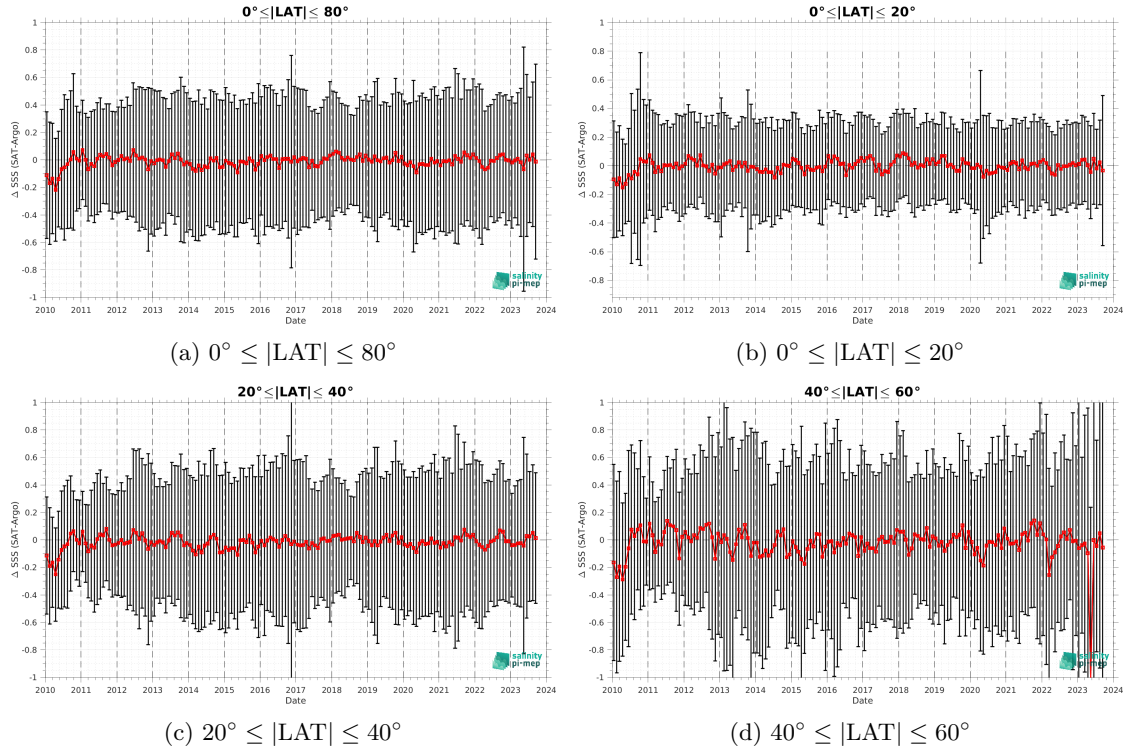 0°≤|LAT|≤ 80°
1
0.8
0.6
0.4
0.2
0
-0.2
-0.4
-0.6
-0.8
-1
Δ SSS (SAT-Argo)
2010 2011 2012 2013 2014 2015 2016 2017 2018 2019 2020 2021 2022 2023 2024
Date
salinity
pi-mep
(a) 0° ≤ |LAT| ≤ 80°
0°≤|LAT|≤ 20°
1
0.8
0.6
0.4
0.2
0
-0.2
-0.4
-0.6
-0.8
Δ SSS (SAT-Argo)
2010 2011 2012 2013 2014 2015 2016 2017 2018 2019 2020 2021 2022 2023 2024
Date
salinity
pi-mep
(b) 0° ≤ |LAT| ≤ 20°
20°≤|LAT|≤ 40°
1
0.8
0.6
0.4
0.2
0
-0.2
-0.4
-0.6
-0.8
-1
Δ SSS (SAT-Argo)
2010 2011 2012 2013 2014 2015 2016 2017 2018 2019 2020 2021 2022 2023 2024
Date
salinity
pi-mep
(c) 20° ≤ |LAT| ≤ 40°
40°≤|LAT|≤ 60°
1
0.8
0.6
0.4
0.2
0
-0.2
-0.4
-0.6
-0.8
-1
Δ SSS (SAT-Argo)
2010 2011 2012 2013 2014 2015 2016 2017 2018 2019 2020 2021 2022 2023 2024
Date
salinity
pi-mep
(d) 40° ≤ |LAT| ≤ 60°